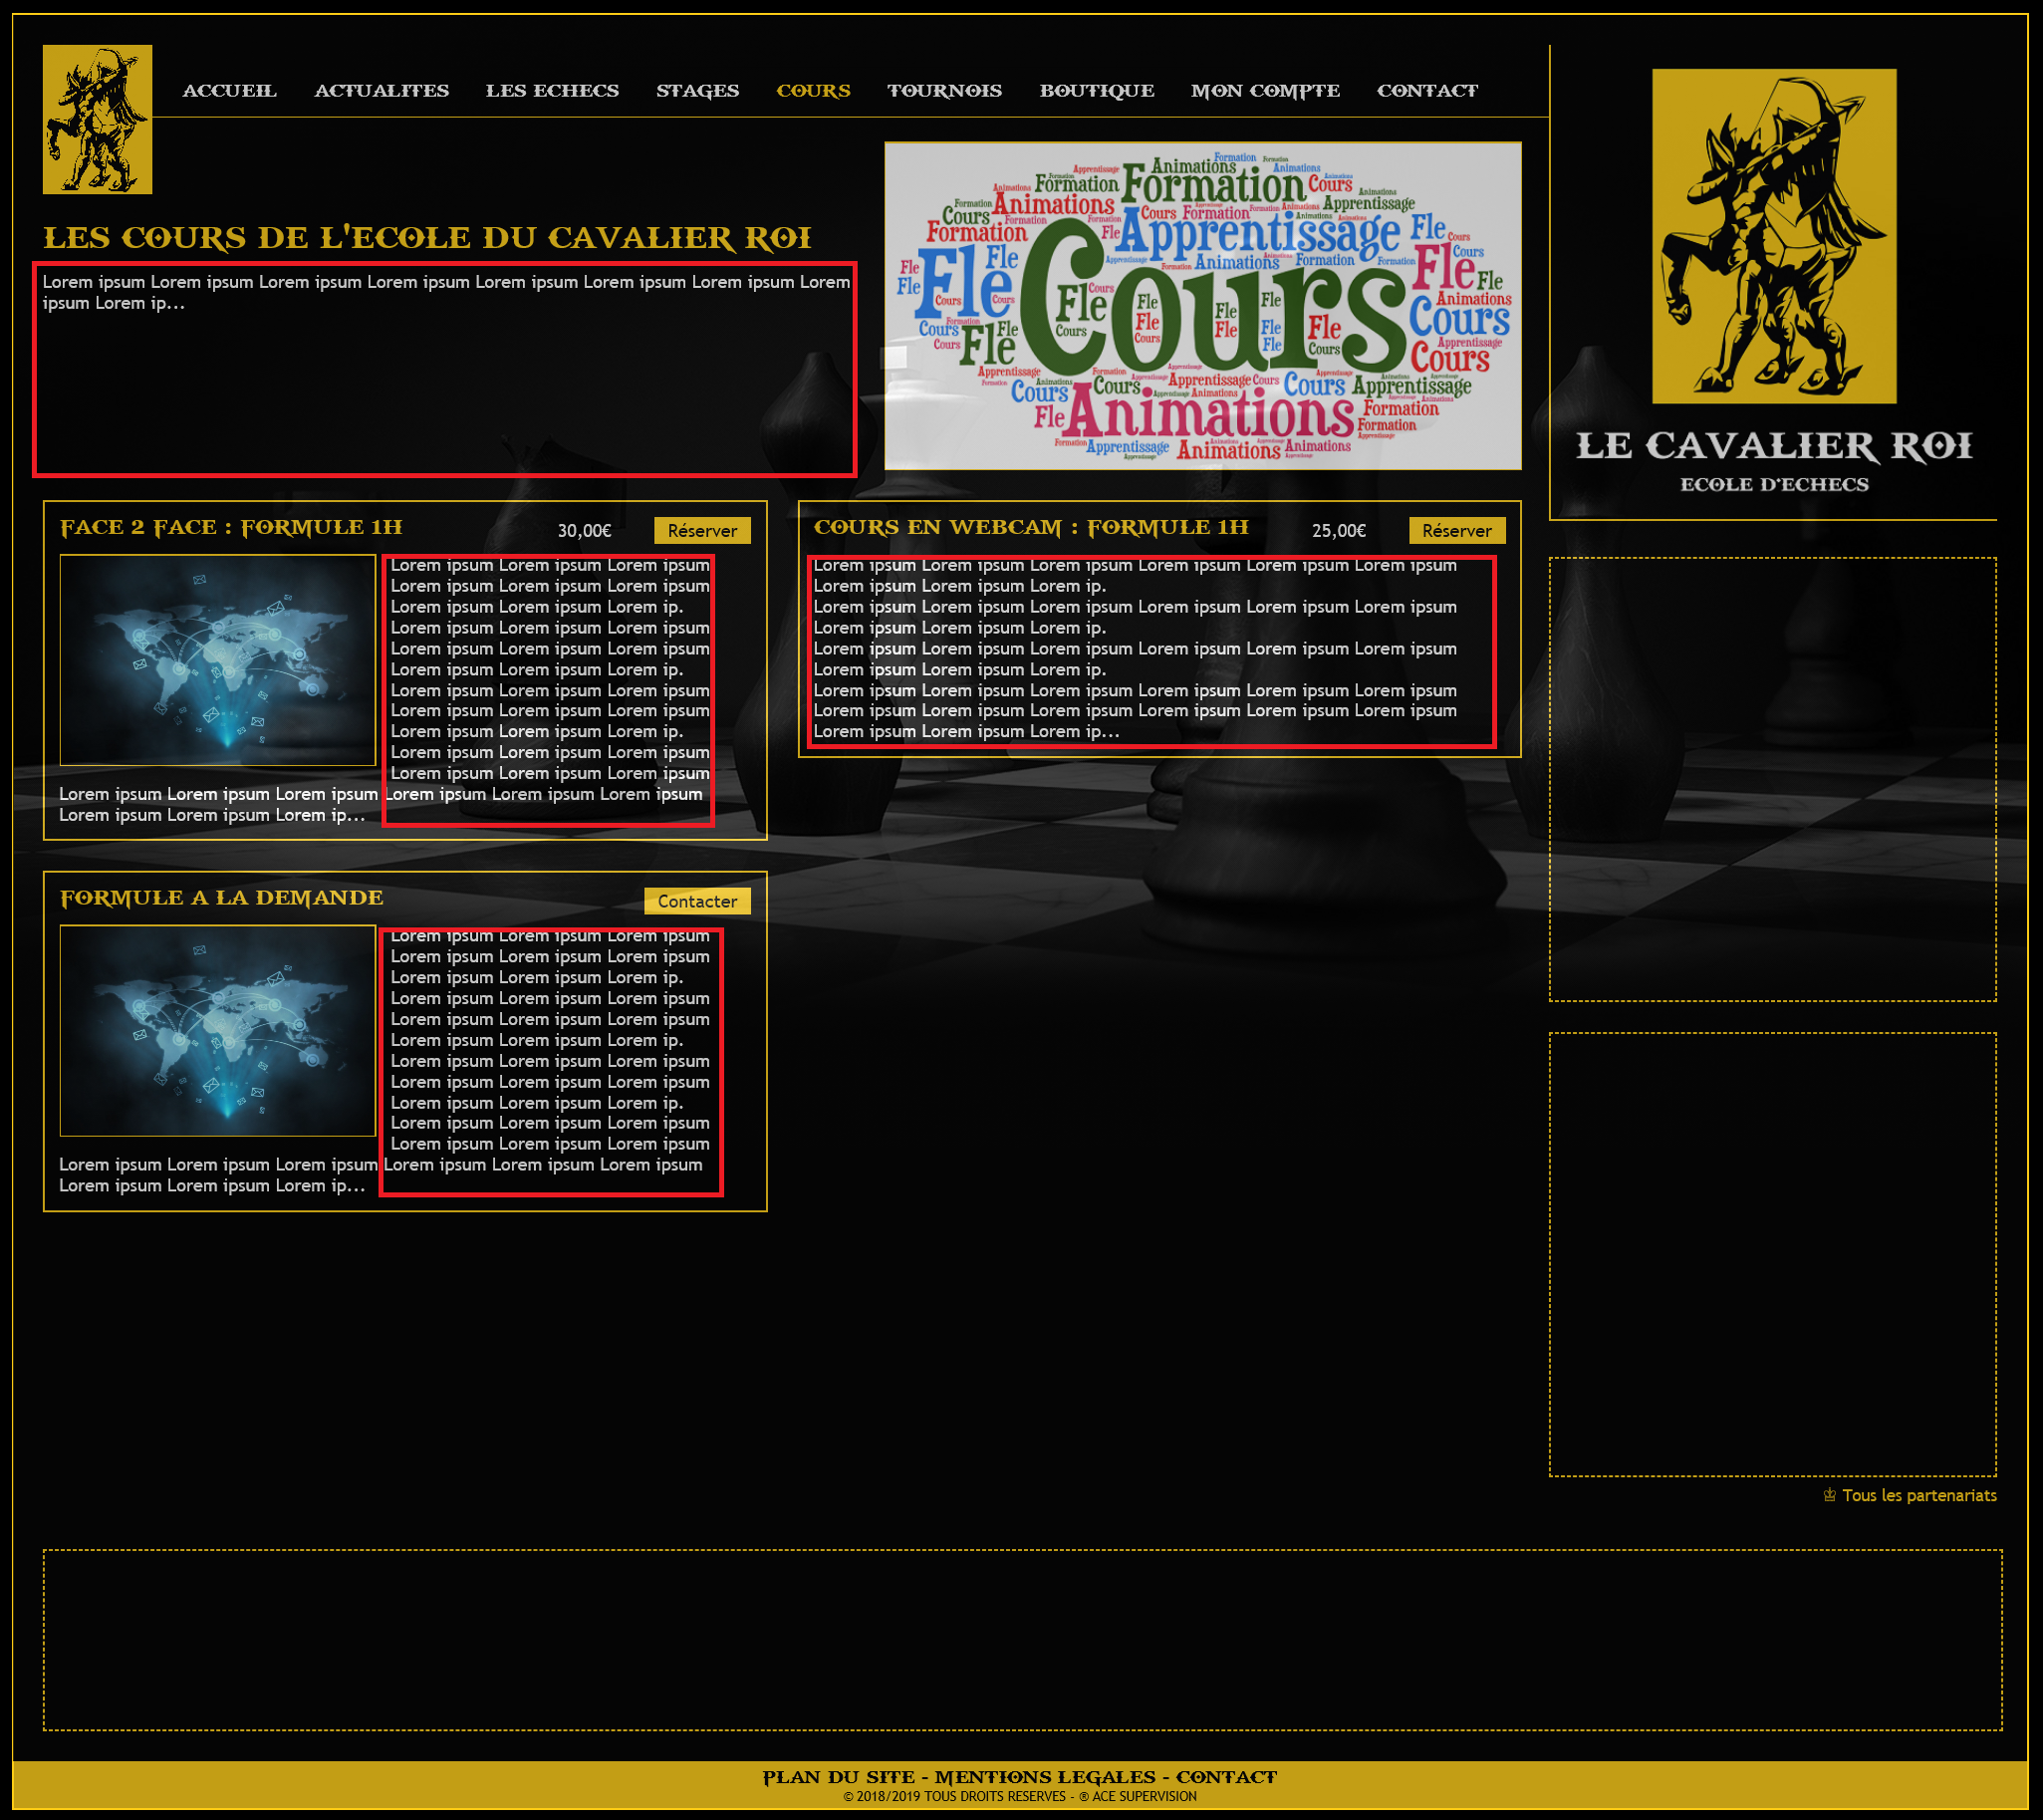 ACCUEIL ACTUALITES LES ECHECS STAGES COURS TOURNOIS BOUTIQUE MON COMPTE CONTACT
LES COURS DE L'ECOLE DU CAVALIER ROI
Lorem ipsum Lorem ipsum Lorem ipsum Lorem ipsum Lorem ipsum Lorem ipsum Lorem ipsum Lorem
ipsum Lorem ip...
Formation
Animations
Apprentissage
Cours
Fle
LE CAVALIER ROI
ECOLE D'ECHECS
FACE 2 FACE : FORMULE 1H 30,00€ Réserver
Lorem ipsum Lorem ipsum Lorem ipsum
Lorem ipsum Lorem ipsum Lorem ipsum
Lorem ipsum Lorem ipsum Lorem ip.
Lorem ipsum Lorem ipsum Lorem ipsum
Lorem ipsum Lorem ipsum Lorem ipsum
Lorem ipsum Lorem ipsum Lorem ip.
Lorem ipsum Lorem ipsum Lorem ipsum
Lorem ipsum Lorem ipsum Lorem ipsum
Lorem ipsum Lorem ipsum Lorem ip.
Lorem ipsum Lorem ipsum Lorem ipsum
Lorem ipsum Lorem ipsum Lorem ipsum
Lorem ipsum Lorem ipsum Lorem ipsum Lorem ipsum Lorem ipsum Lorem ipsum
Lorem ipsum Lorem ipsum Lorem ip...
COURS EN WEBCAM : FORMULE 1H 25,00€ Réserver
Lorem ipsum Lorem ipsum Lorem ipsum Lorem ipsum Lorem ipsum Lorem ipsum
Lorem ipsum Lorem ipsum Lorem ip.
Lorem ipsum Lorem ipsum Lorem ipsum Lorem ipsum Lorem ipsum Lorem ipsum
Lorem ipsum Lorem ipsum Lorem ip.
Lorem ipsum Lorem ipsum Lorem ipsum Lorem ipsum Lorem ipsum Lorem ipsum
Lorem ipsum Lorem ipsum Lorem ip.
Lorem ipsum Lorem ipsum Lorem ipsum Lorem ipsum Lorem ipsum Lorem ipsum
Lorem ipsum Lorem ipsum Lorem ipsum Lorem ipsum Lorem ipsum Lorem ipsum
Lorem ipsum Lorem ipsum Lorem ip...
FORMULE A LA DEMANDE Contacter
Lorem ipsum Lorem ipsum Lorem ipsum
Lorem ipsum Lorem ipsum Lorem ipsum
Lorem ipsum Lorem ipsum Lorem ip.
Lorem ipsum Lorem ipsum Lorem ipsum
Lorem ipsum Lorem ipsum Lorem ipsum
Lorem ipsum Lorem ipsum Lorem ip.
Lorem ipsum Lorem ipsum Lorem ipsum
Lorem ipsum Lorem ipsum Lorem ipsum
Lorem ipsum Lorem ipsum Lorem ip.
Lorem ipsum Lorem ipsum Lorem ipsum
Lorem ipsum Lorem ipsum Lorem ipsum
Lorem ipsum Lorem ipsum Lorem ipsum Lorem ipsum Lorem ipsum Lorem ipsum
Lorem ipsum Lorem ipsum Lorem ip...
♔ Tous les partenariats
PLAN DU SITE - MENTIONS LEGALES - CONTACT
© 2018/2019 TOUS DROITS RESERVES - ® ACE SUPERVISION